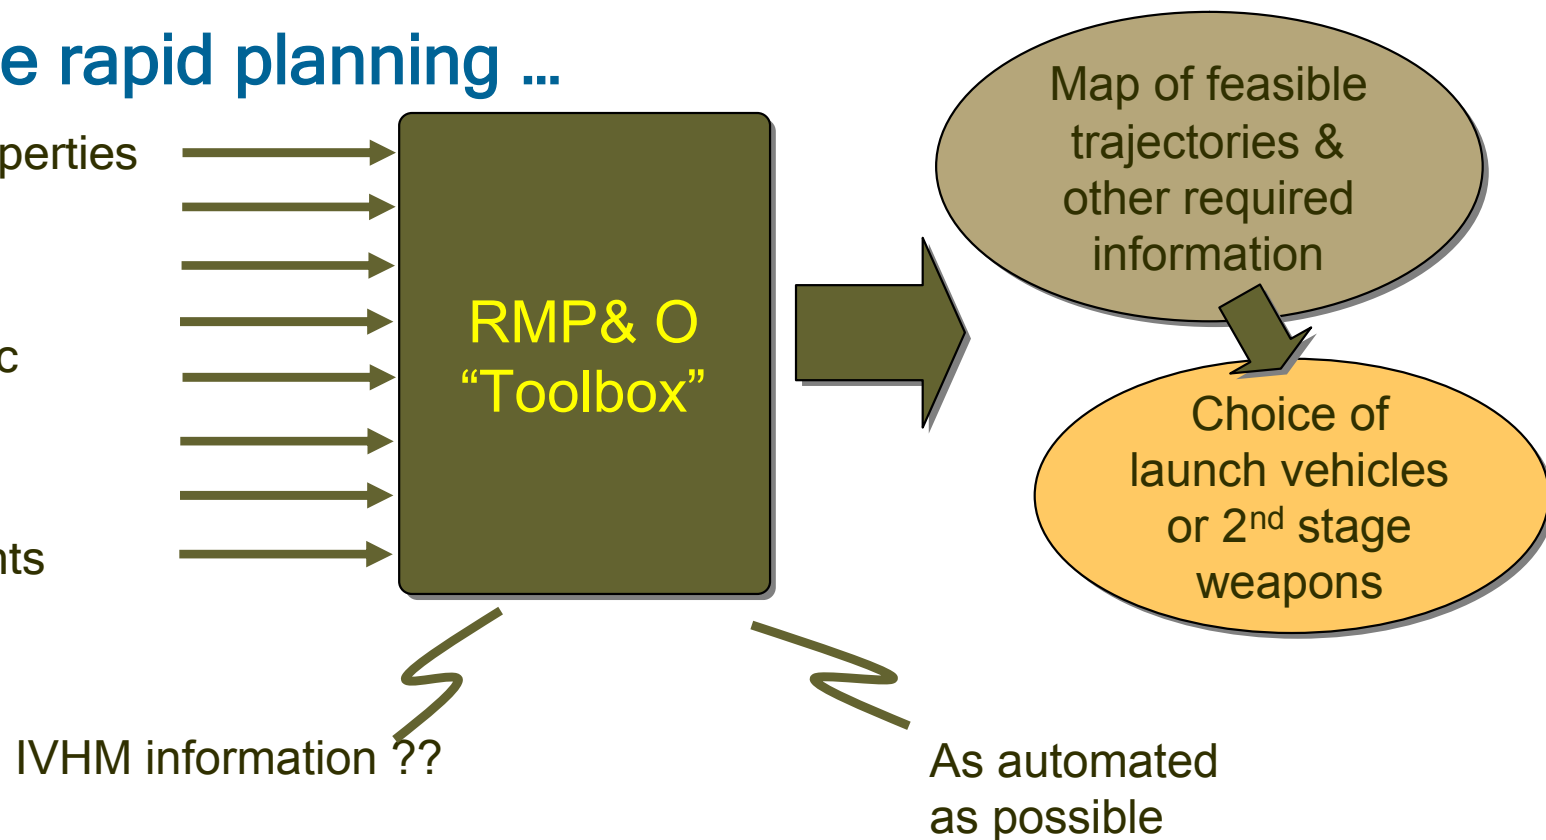 e rapid planning ...
perties
c
nts
RMP& O
“Toolbox”
Map of feasible
trajectories &
other required
information
Choice of
launch vehicles
or 2nd stage
weapons
IVHM information ??
As automated
as possible